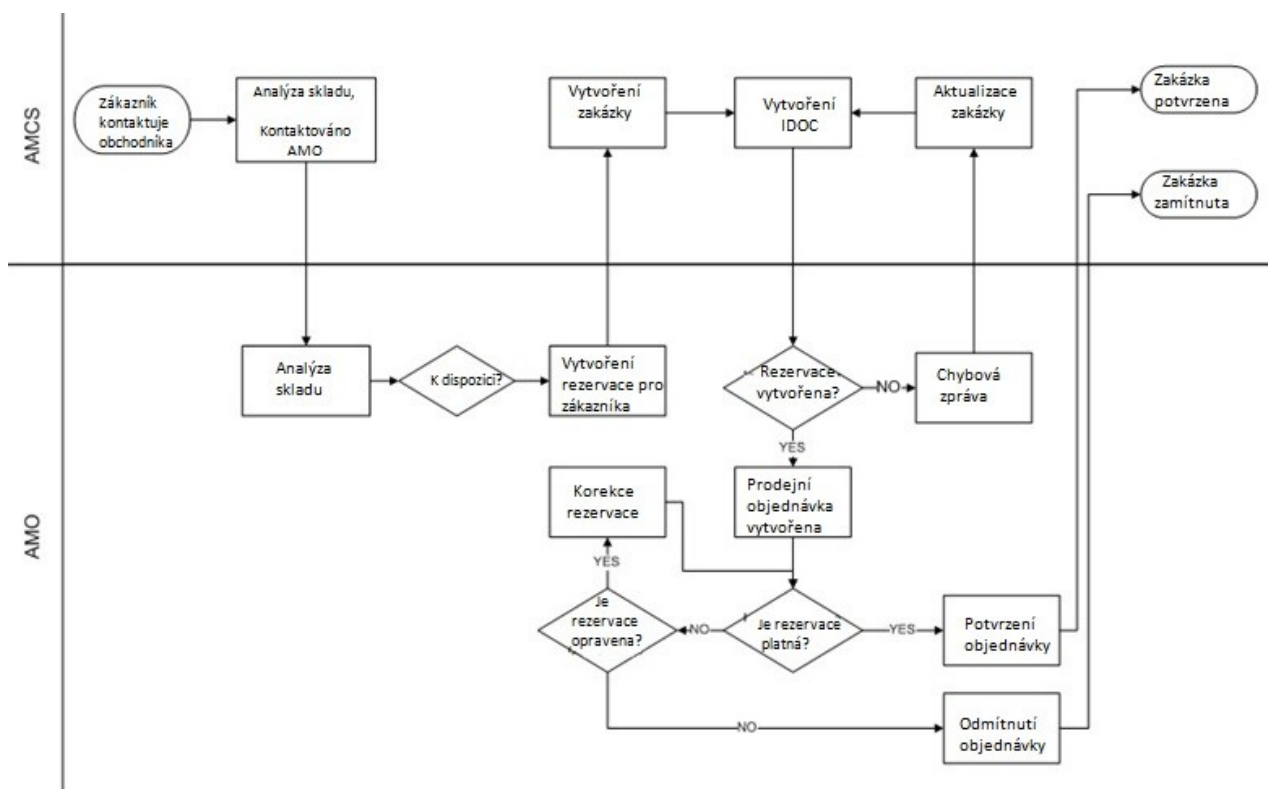 AMCS
Zákazník
kontaktuje
obchodníka
Analýza skladu,
Kontaktováno
AMO
Vytvoření
zakázky
Vytvoření
IDOC
Aktualizace
zakázky
Zakázka
potvrzena
Zakázka
zamítnuta
AMO
Analýza
skladu
K dispozici?
Vytvoření
rezervace pro
zákazníka
Rezervace
vytvořena?
NO
Chybová
zpráva
YES
Korekce
rezervace
Prodejní
objednávka
vytvořena
YES
Je
rezervace
opravena?
NO
Je rezervace
platná?
YES
Potvrzení
objednávky
NO
Odmítnutí
objednávky